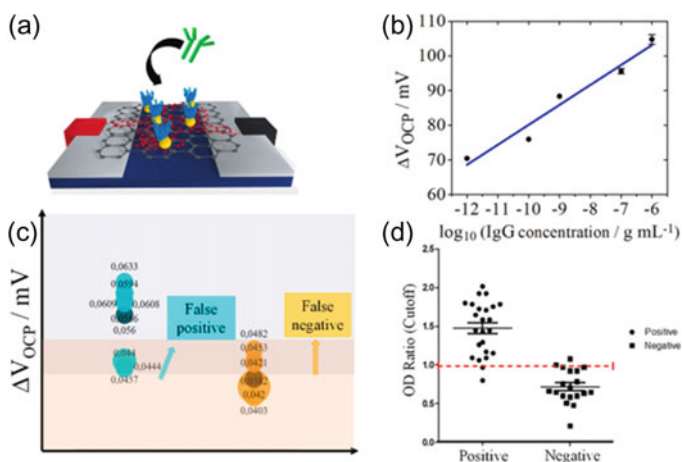 (a)
(b)
110
100
90
80
70
60
ΔV_OCP / mV
-12 -11 -10 -9 -8 -7 -6
log₁₀ (IgG concentration / g mL⁻¹)
(c)
ΔV_OCP / mV
0,0633
0,0594
0,0609 0,0608
0,056
0,044
0,0444
0,0457
False
positive
False
negative
0,0482
0,0453
0,0421
0,042
0,0403
(d)
OD Ratio (Cutoff)
2.5
2.0
1.5
1.0
0.5
0.0
Positive
Negative
Positive Negative